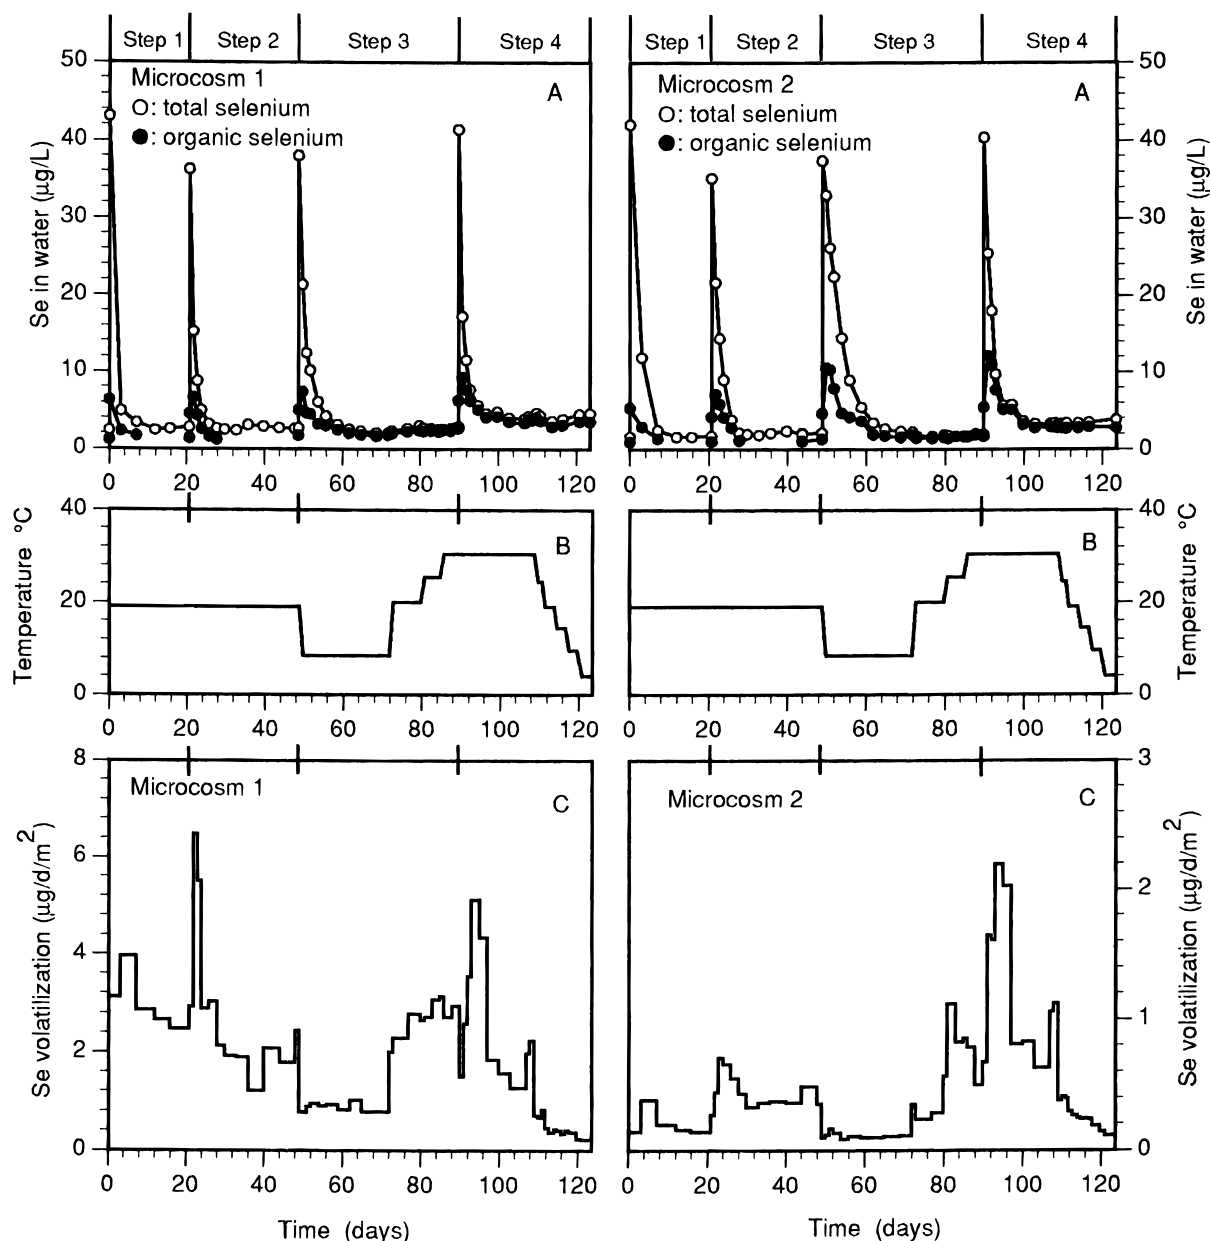 Step 1 Step 2 Step 3 Step 4 Step 1 Step 2 Step 3 Step 4
50 50
Microcosm 1 A Microcosm 2 A
O: total selenium O: total selenium
●: organic selenium ●: organic selenium
40 40
30 30
20 20
10 10
0 0
Se in water (µg/L) Se in water (µg/L)
0 20 40 60 80 100 120 0 20 40 60 80 100 120
40 40
B B
20 20
0 0
Temperature °C Temperature °C
0 20 40 60 80 100 120 0 20 40 60 80 100 120
8 3
Microcosm 1 C Microcosm 2 C
6 2
4 1
2 0
0
Se volatilization (µg/d/m²) Se volatilization (µg/d/m²)
0 20 40 60 80 100 120 0 20 40 60 80 100 120
Time (days) Time (days)